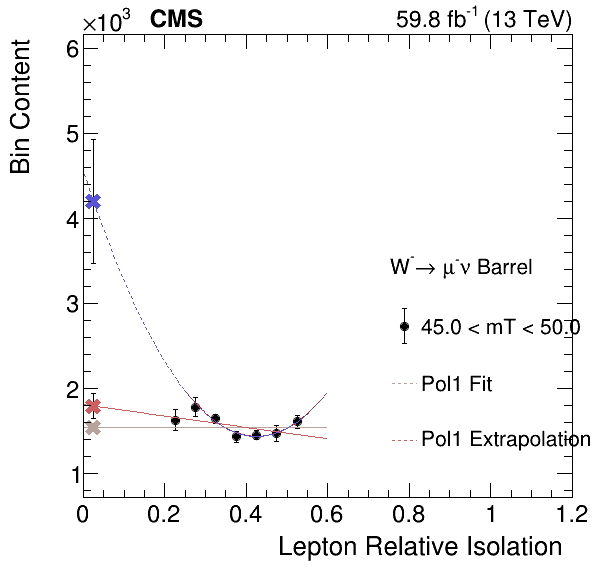 ×10³ CMS 59.8 fb⁻¹ (13 TeV)
Bin Content
6
5
4
3
2
1
W⁻→ μ⁻ν Barrel
45.0 < mT < 50.0
Pol1 Fit
Pol1 Extrapolation
0 0.2 0.4 0.6 0.8 1 1.2
Lepton Relative Isolation